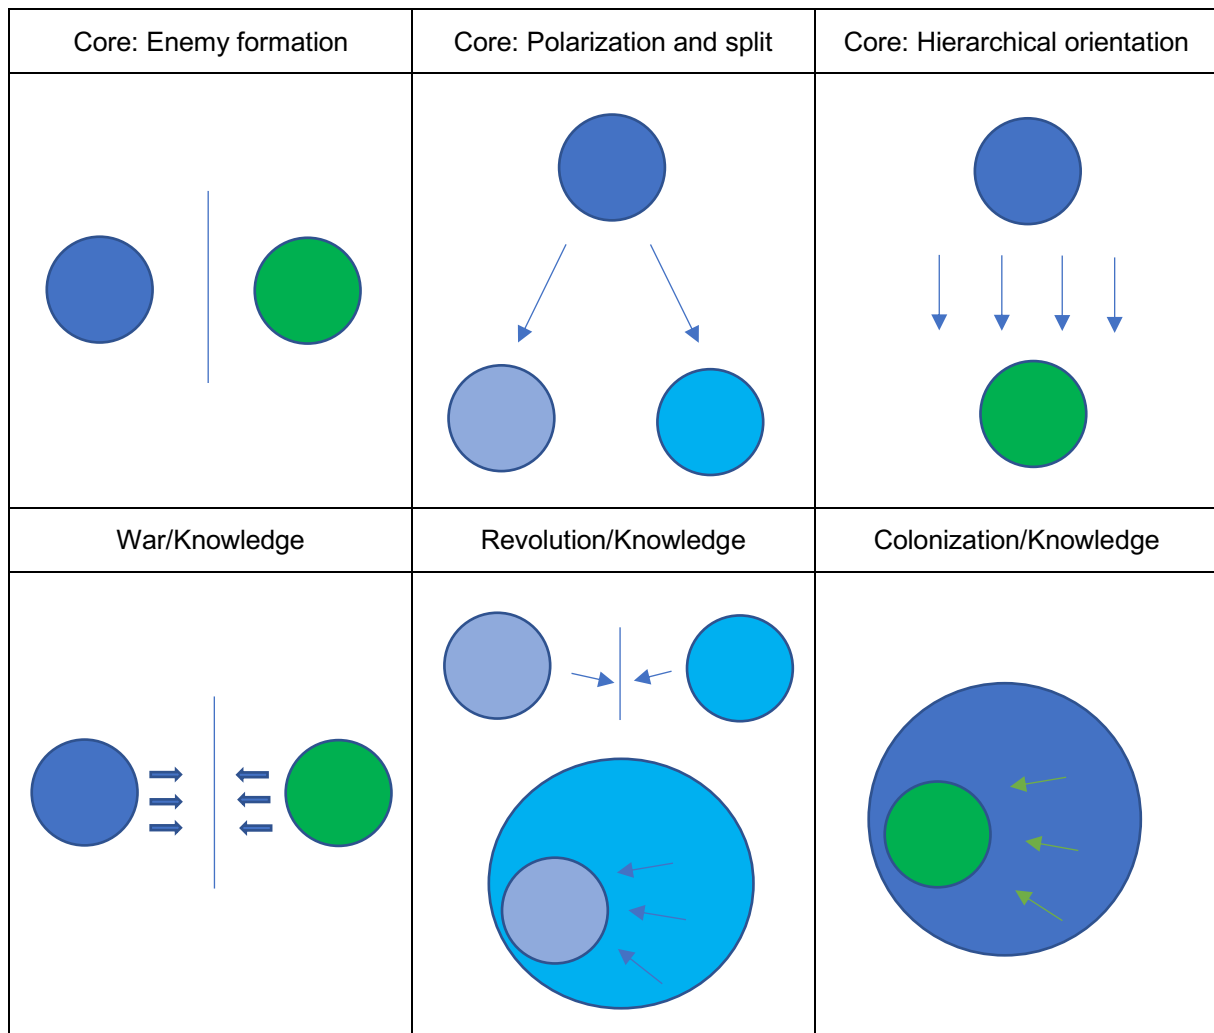 Core: Enemy formation
Core: Polarization and split
Core: Hierarchical orientation
War/Knowledge
Revolution/Knowledge
Colonization/Knowledge